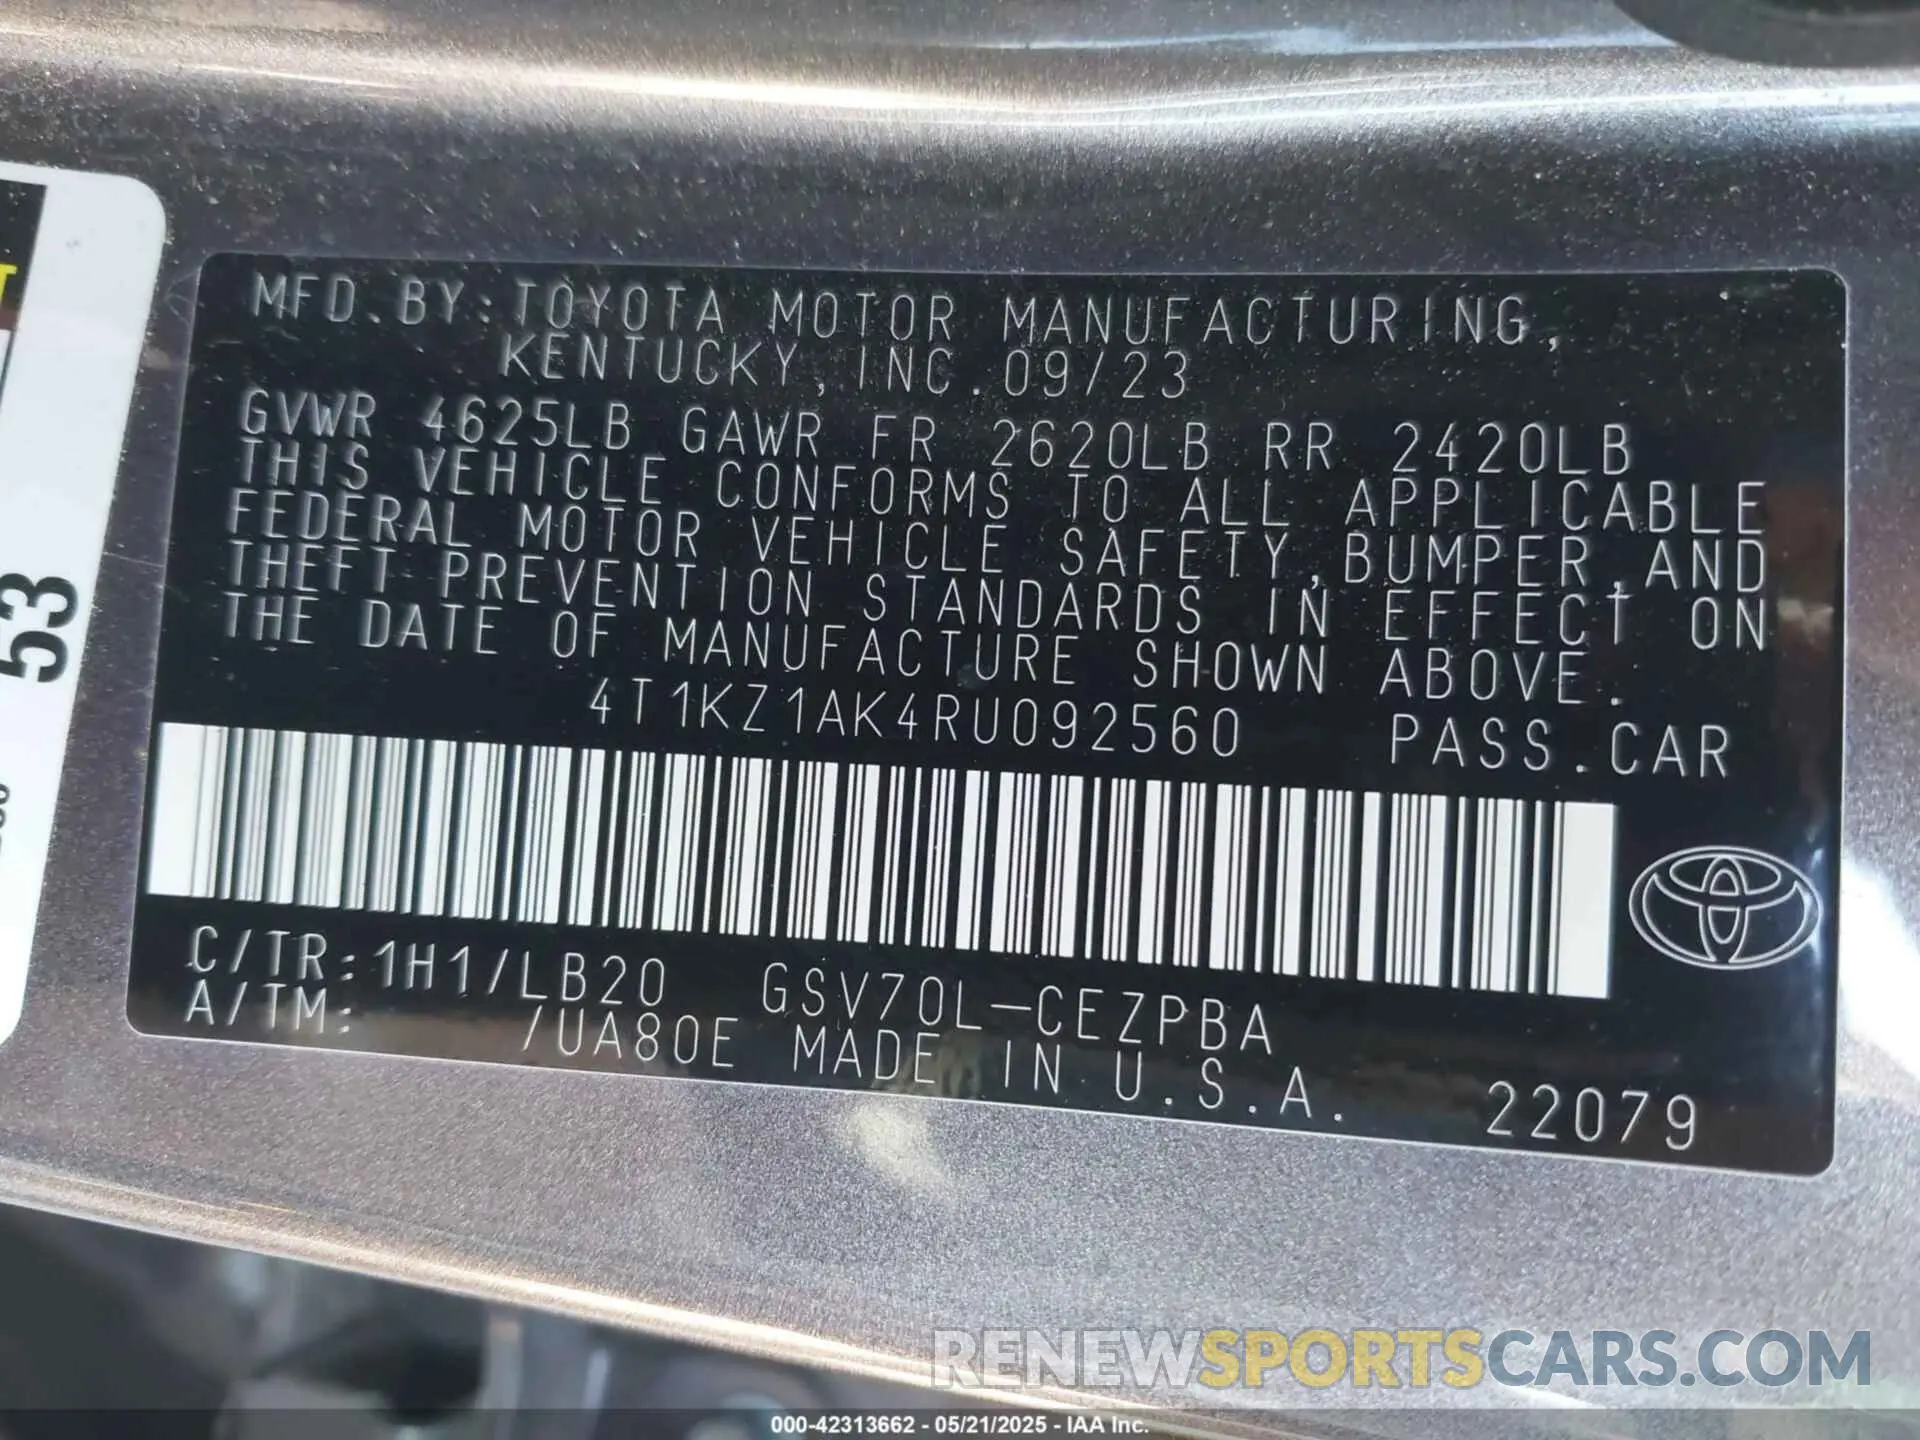 MFD.BY:TOYOTA MOTOR MANUFACTURING,
KENTUCKY, INC. 09/23
GVWR 4625LB GAWR FR 2620LB RR 2420LB
THIS VEHICLE CONFORMS TO ALL APPLICABLE
FEDERAL MOTOR VEHICLE SAFETY,BUMPER,AND
THEFT PREVENTION STANDARDS IN EFFECT ON
THE DATE OF MANUFACTURE SHOWN ABOVE.
4T1KZ1AK4RU092560 PASS.CAR
C/TR:1H1/LB20 GSV70L-CEZPBA
A/TM: /UA80E MADE IN U.S.A.
22079
53
RENEWSPORTSCARS.COM
000-42313662 - 05/21/2025 - IAA Inc.